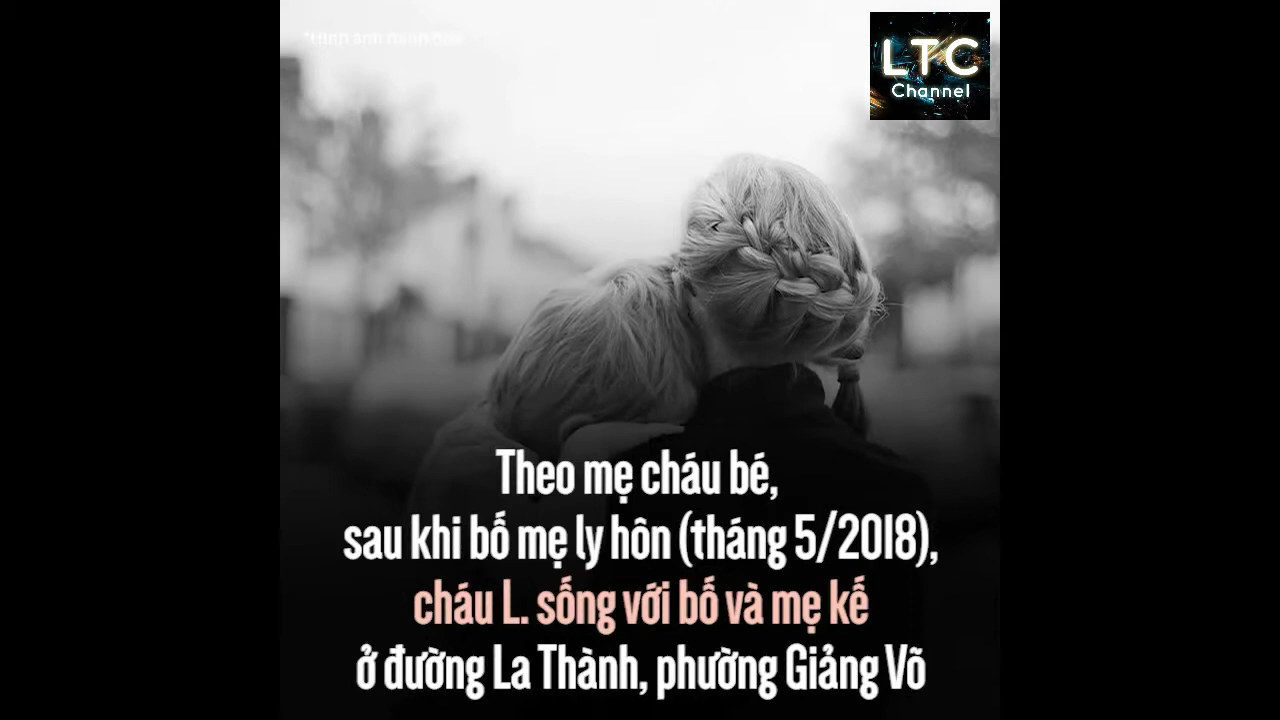 LTC
Channel
Theo mẹ cháu bé,
sau khi bố mẹ ly hôn (tháng 5/2018),
cháu L. sống với bố và mẹ kế
ở đường La Thành, phường Giảng Võ